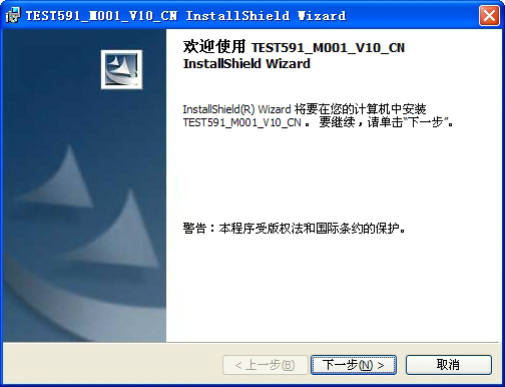 TEST591_M001_V10_CN InstallShield Wizard
欢迎使用 TEST591_M001_V10_CN
InstallShield Wizard
InstallShield(R) Wizard 将要在您的计算机中安装
TEST591_M001_V10_CN 。 要继续，请单击“下一步”。
警告：本程序受版权法和国际条约的保护。
< 上一步(B)
下一步(N) >
取消